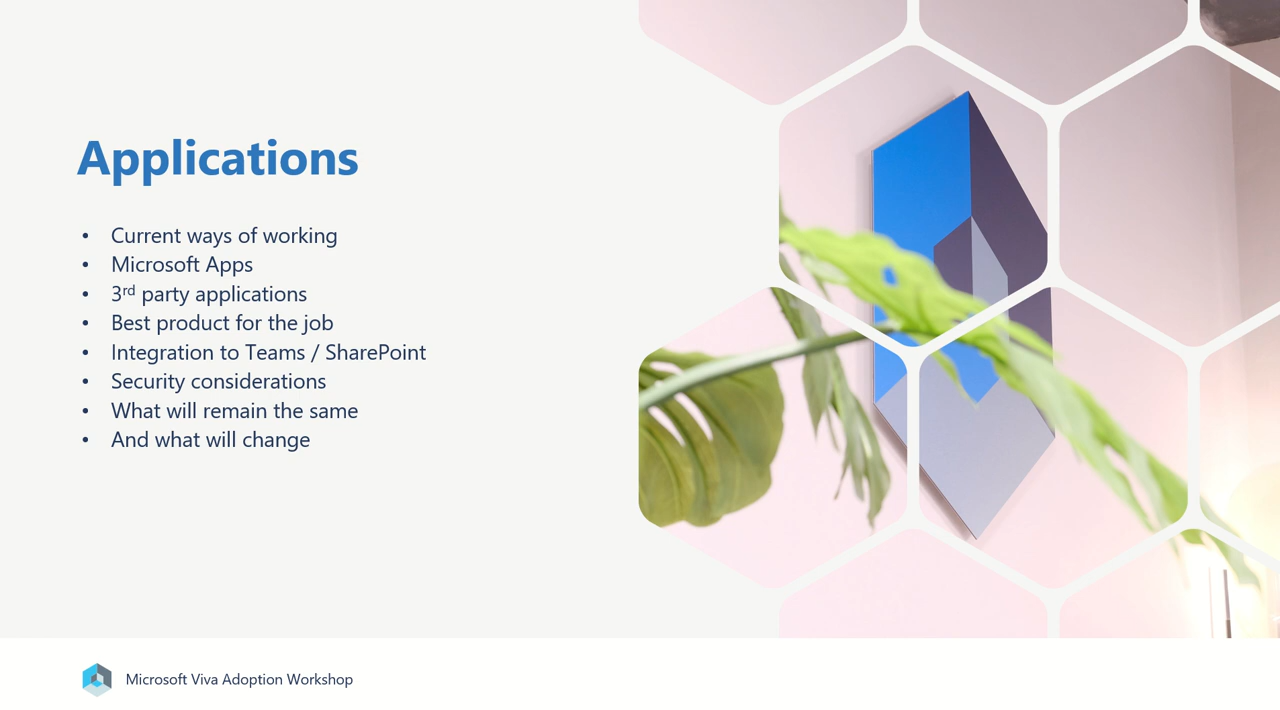 Applications
• Current ways of working
• Microsoft Apps
• 3rd party applications
• Best product for the job
• Integration to Teams / SharePoint
• Security considerations
• What will remain the same
• And what will change
Microsoft Viva Adoption Workshop